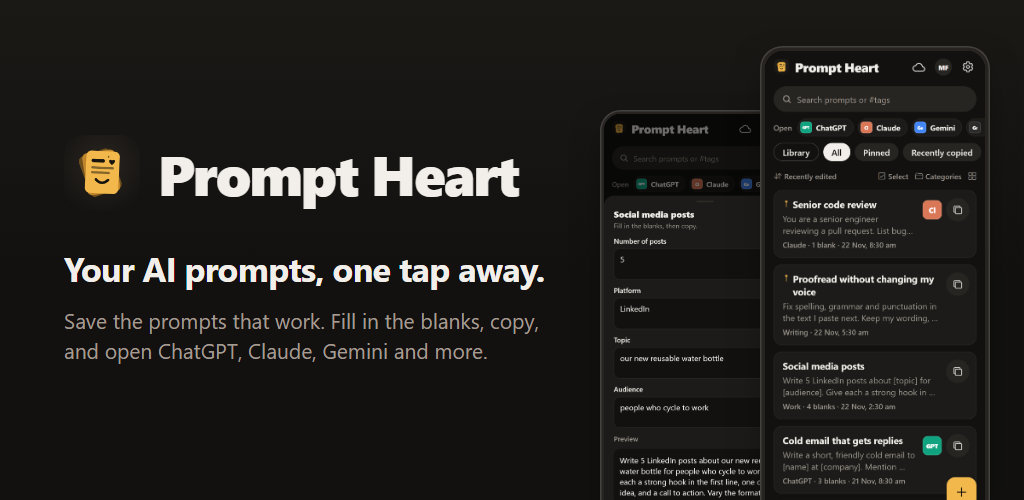 Prompt Heart
Your AI prompts, one tap away.
Save the prompts that work. Fill in the blanks, copy,
and open ChatGPT, Claude, Gemini and more.
Prompt Heart
Search prompts or #tags
Open GPT ChatGPT Cl Claude G
Social media posts
Fill in the blanks, then copy.
Number of posts
5
Platform
LinkedIn
Topic
our new reusable water bottle
Audience
people who cycle to work
Preview
Write 5 LinkedIn posts about our new
water bottle for people who cycle to
each a strong hook in the first line, one
idea, and a call to action. Vary the
Prompt Heart MF
Search prompts or #tags
Open GPT ChatGPT Cl Claude Ge Gemini Gr
Library All Pinned Recently copied
Recently edited Select Categories
Senior code review
You are a senior engineer
reviewing a pull request. List bug...
Claude · 1 blank · 22 Nov, 8:30 am
Cl
Proofread without changing my
voice
Fix spelling, grammar and punctuation in
the text I paste next. Keep my wording, ...
Writing · 22 Nov, 5:30 am
Social media posts
Write 5 LinkedIn posts about [topic] for
[audience]. Give each a strong hook in ...
Work · 4 blanks · 22 Nov, 2:30 am
Cold email that gets replies
Write a short, friendly cold email to
[name] at [company]. Mention ...
ChatGPT · 3 blanks · 21 Nov, 8:30 am
GPT
+